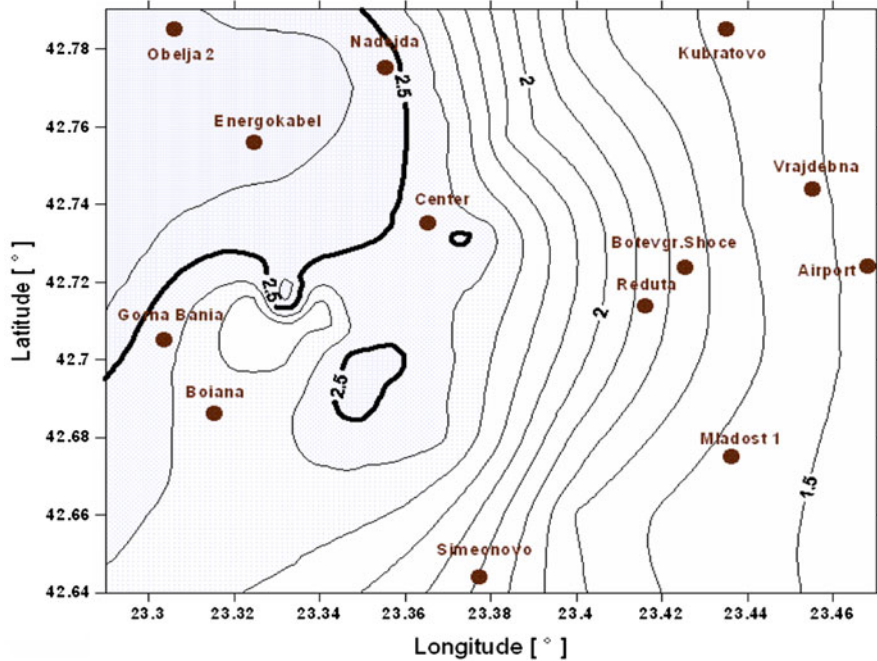 42.78
42.76
42.74
42.72
42.7
42.68
42.66
42.64
Latitude [ ° ]
Obelja 2
Nadejda
Kubratovo
2.5
2
Energokabel
Vrajdebna
Center
Botevgr.Shoce
Airport
2.5
Reduta
2
Gorna Bania
2.5
Boiana
Mladost 1
1.5
Simeonovo
23.3 23.32 23.34 23.36 23.38 23.4 23.42 23.44 23.46
Longitude [ ° ]